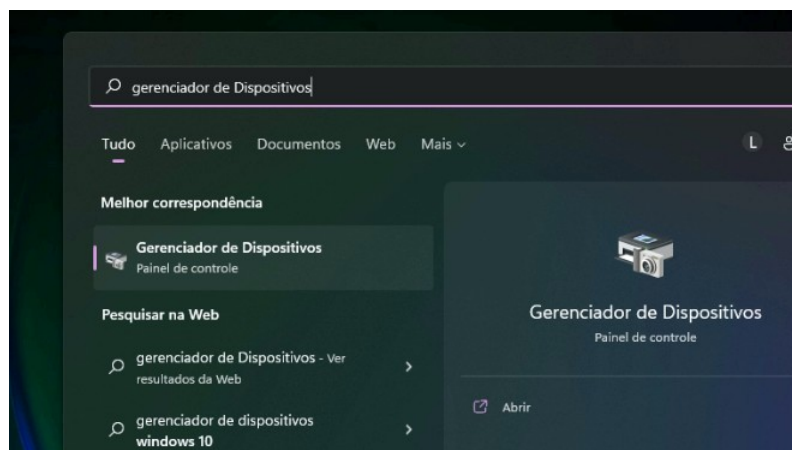 gerenciador de Dispositivos
Tudo Aplicativos Documentos Web Mais
L
Melhor correspondência
Gerenciador de Dispositivos
Painel de controle
Pesquisar na Web
gerenciador de Dispositivos - Ver
resultados da Web
gerenciador de dispositivos
windows 10
Gerenciador de Dispositivos
Painel de controle
Abrir